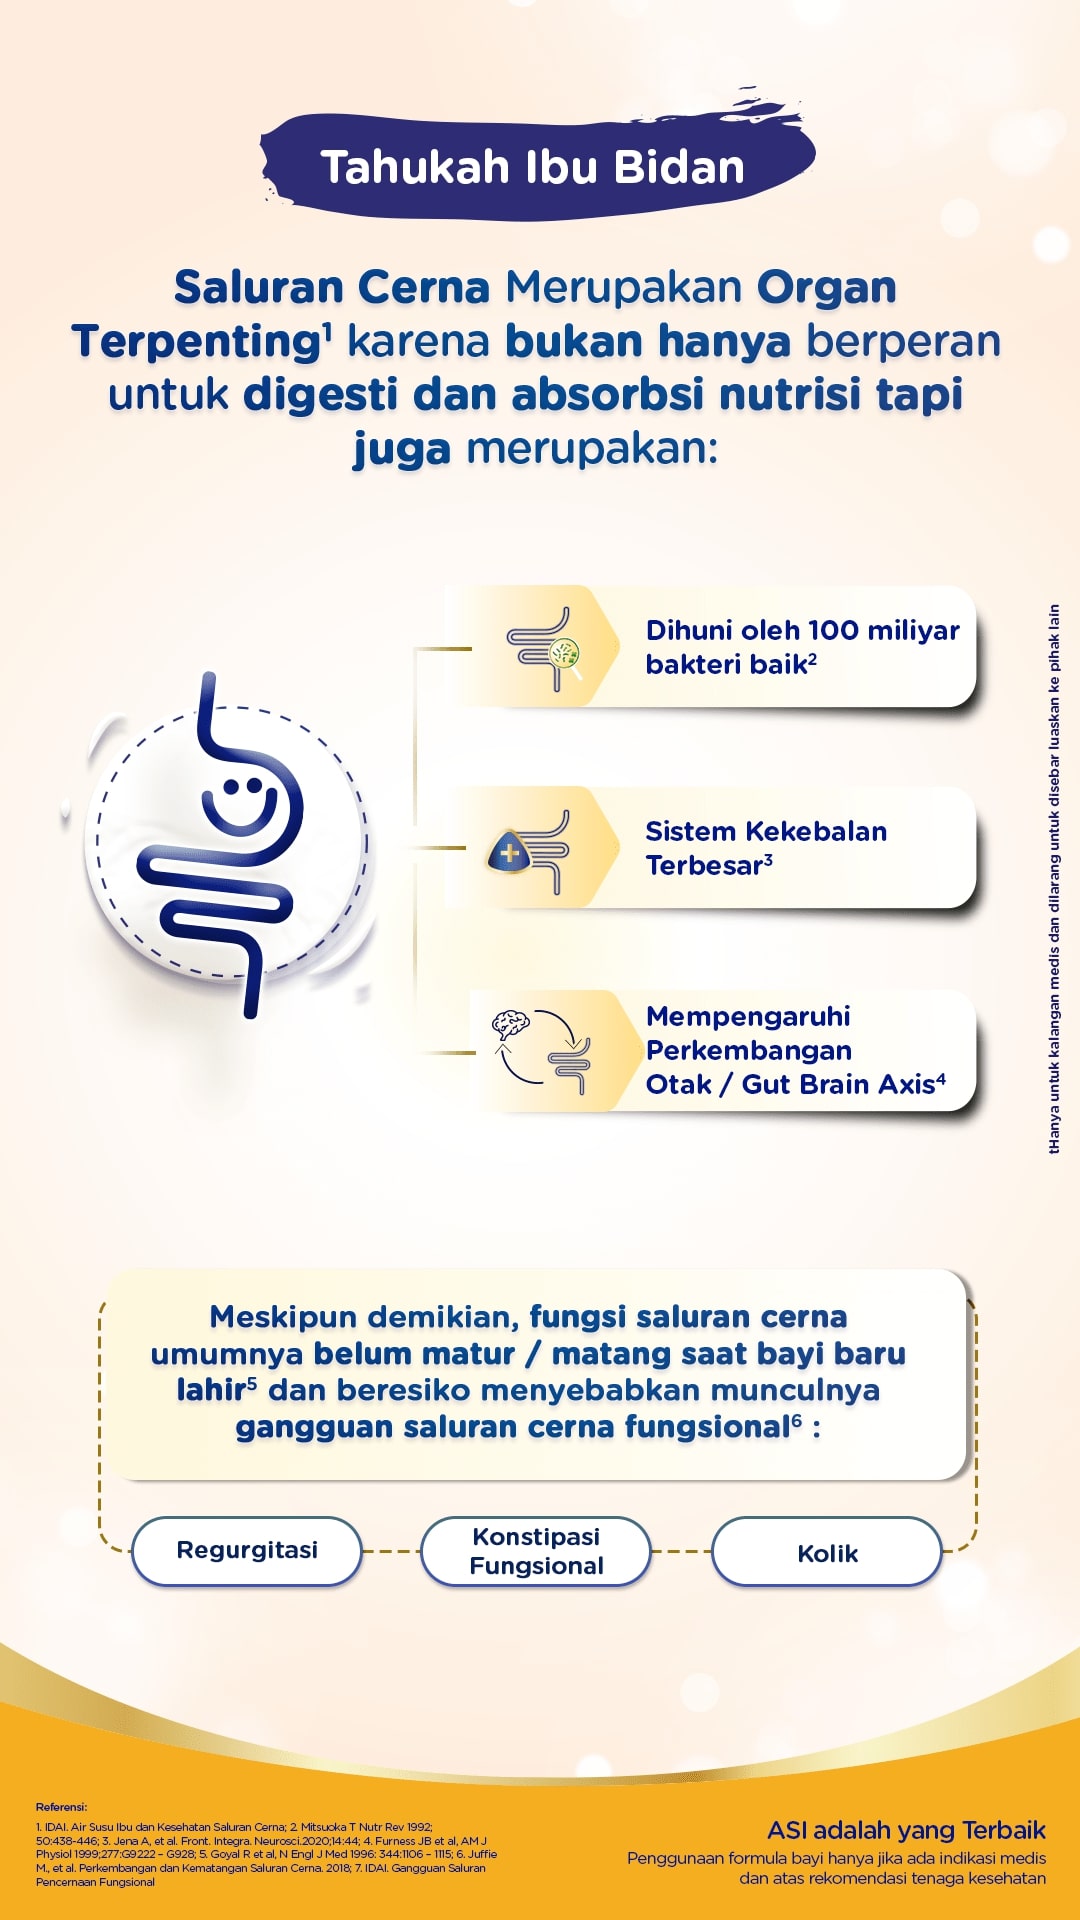 Tahukah Ibu Bidan
Saluran Cerna Merupakan Organ
Terpenting¹ karena bukan hanya berperan
untuk digesti dan absorbsi nutrisi tapi
juga merupakan:
Dihuni oleh 100 miliyar
bakteri baik²
Sistem Kekebalan
Terbesar³
Mempengaruhi
Perkembangan
Otak / Gut Brain Axis⁴
tHanya untuk kalangan medis dan dilarang untuk disebar luaskan ke pihak lain
Meskipun demikian, fungsi saluran cerna
umumnya belum matur / matang saat bayi baru
lahir⁵ dan beresiko menyebabkan munculnya
gangguan saluran cerna fungsional⁶ :
Regurgitasi
Konstipasi
Fungsional
Kolik
Referensi:
1. IDAI. Air Susu Ibu dan Kesehatan Saluran Cerna; 2. Mitsuoka T Nutr Rev 1992;
50:438-446; 3. Jena A, et al. Front. Integra. Neurosci.2020;14:44; 4. Furness JB et al, AM J
Physiol 1999;277:G9222 – G928; 5. Goyal R et al, N Engl J Med 1996: 344:1106 – 1115; 6. Juffie
M., et al. Perkembangan dan Kematangan Saluran Cerna. 2018; 7. IDAI. Gangguan Saluran
Pencernaan Fungsional
ASI adalah yang Terbaik
Penggunaan formula bayi hanya jika ada indikasi medis
dan atas rekomendasi tenaga kesehatan